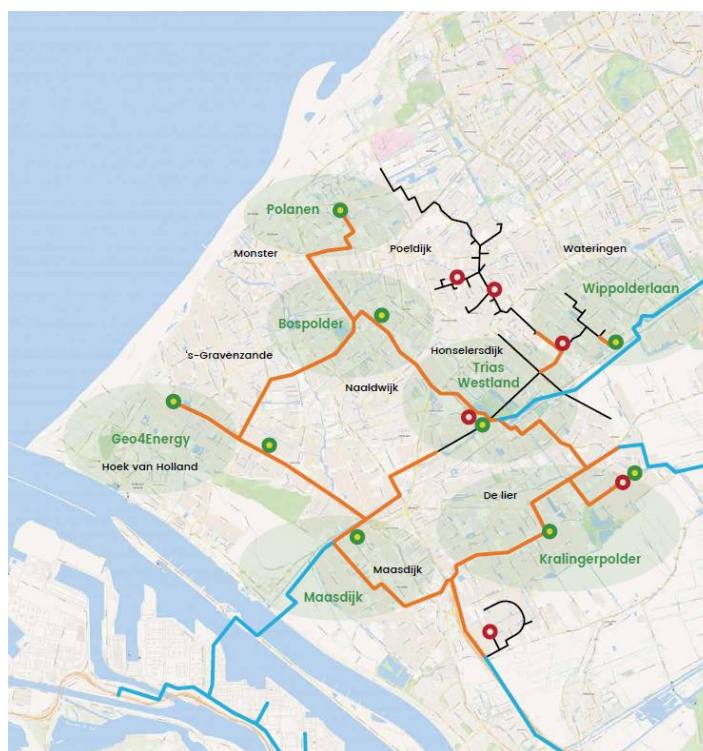 Polanen
Monster
Poeldijk
Wateringen
Wippolderlaan
Bospolder
's-Gravenzande
Honselersdijk
Trias
Westland
Naaldwijk
Geo4Energy
Hoek van Holland
De lier
Kralingerpolder
Maasdijk
Maasdijk